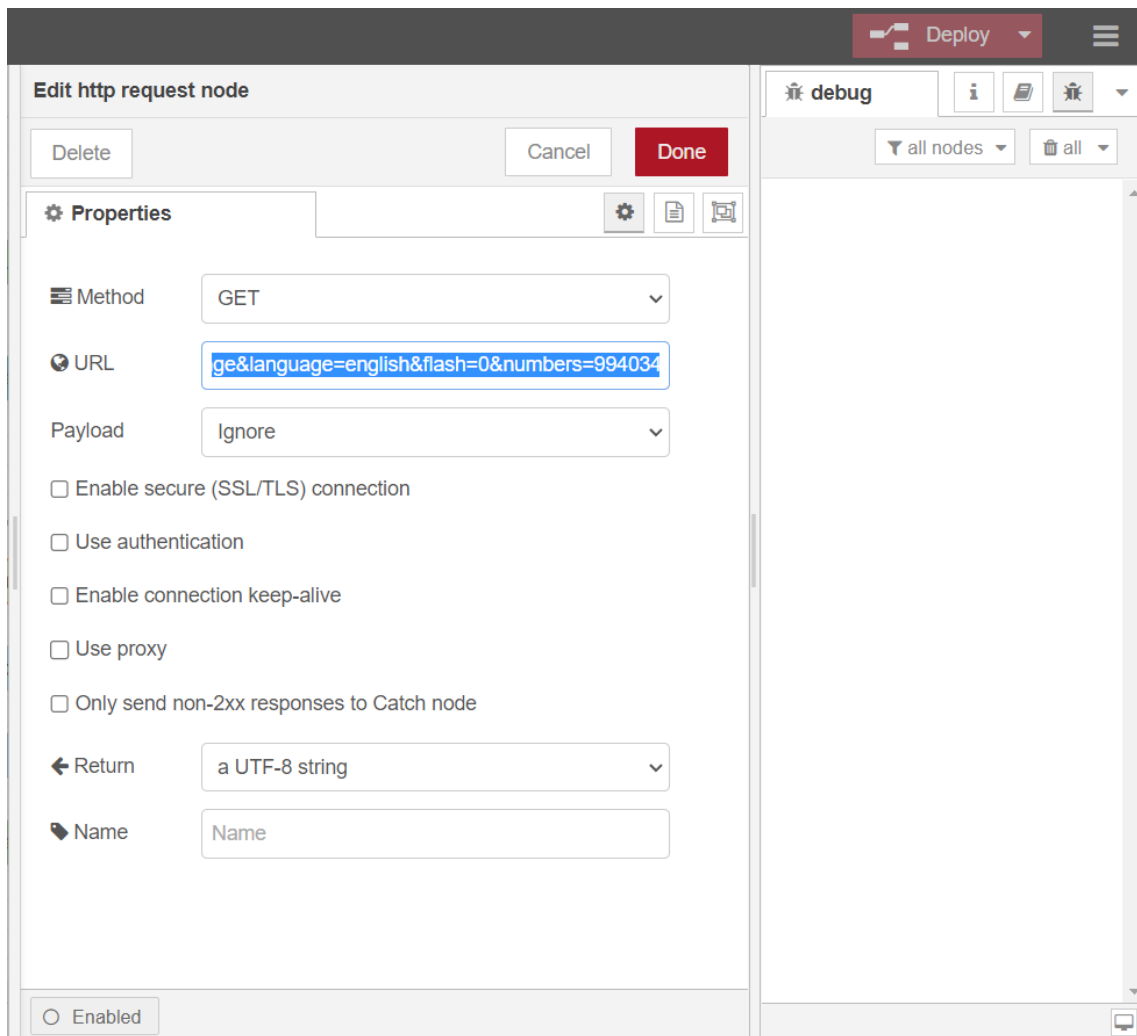 Deploy
Edit http request node
debug
Delete
Cancel
Done
all nodes
all
Properties
Method
GET
URL
ge&language=english&flash=0&numbers=994034
Payload
Ignore
Enable secure (SSL/TLS) connection
Use authentication
Enable connection keep-alive
Use proxy
Only send non-2xx responses to Catch node
Return
a UTF-8 string
Name
Name
Enabled